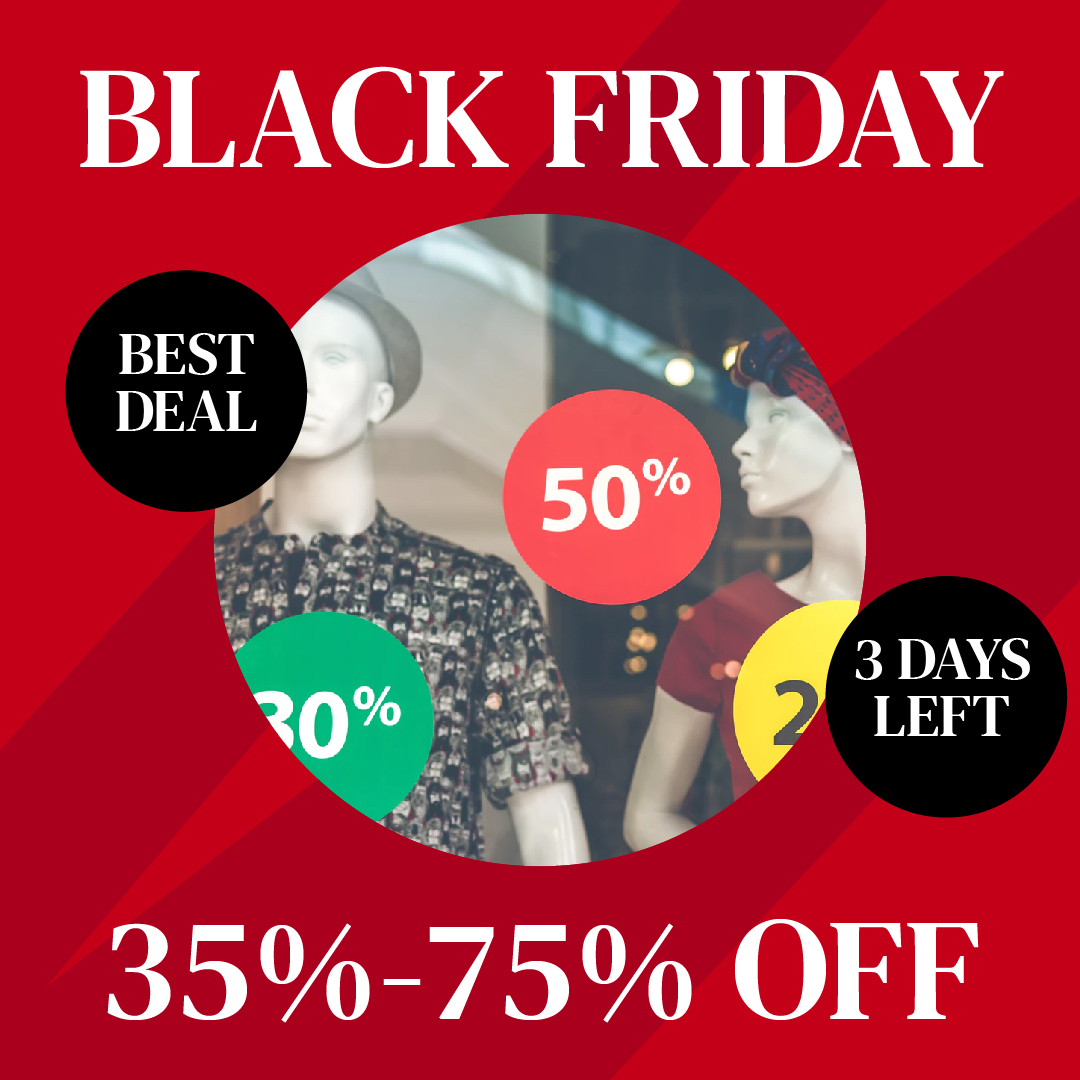 BLACK FRIDAY
BEST
DEAL
50%
30%
3 DAYS
LEFT
35%-75% OFF